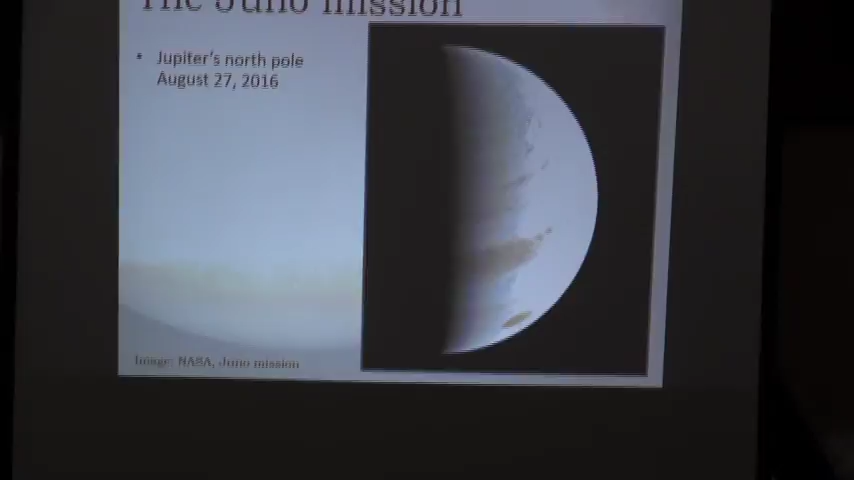 The Juno mission
• Jupiter's north pole
August 27, 2016
Image: NASA, Juno mission